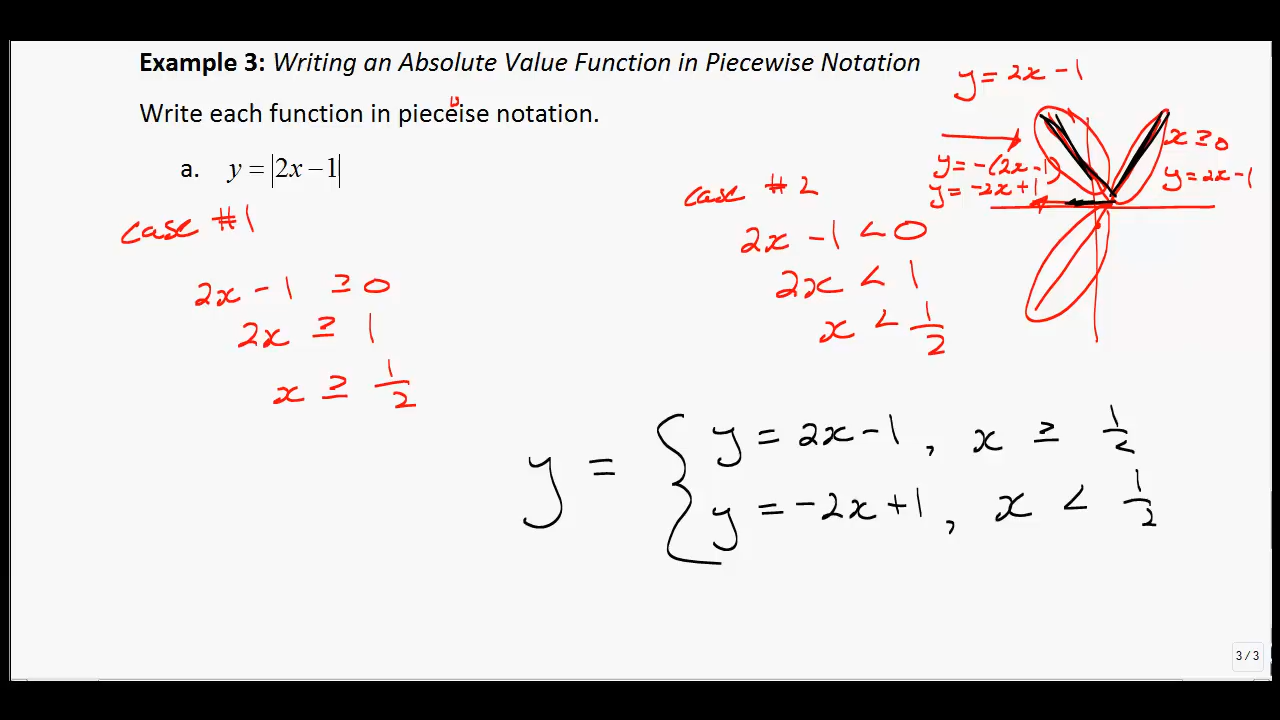 Example 3: Writing an Absolute Value Function in Piecewise Notation
Write each function in pieceise notation.
w
a. y = |2x − 1|
case #1
2x − 1 ≥ 0
2x ≥ 1
x ≥ 1/2
case #2
2x − 1 < 0
2x < 1
x < 1/2
y = 2x − 1
y = −(2x − 1)
y = −2x + 1
x ≥ 0
y = 2x − 1
y = { y = 2x − 1, x ≥ 1/2
y = −2x + 1, x < 1/2
3/3